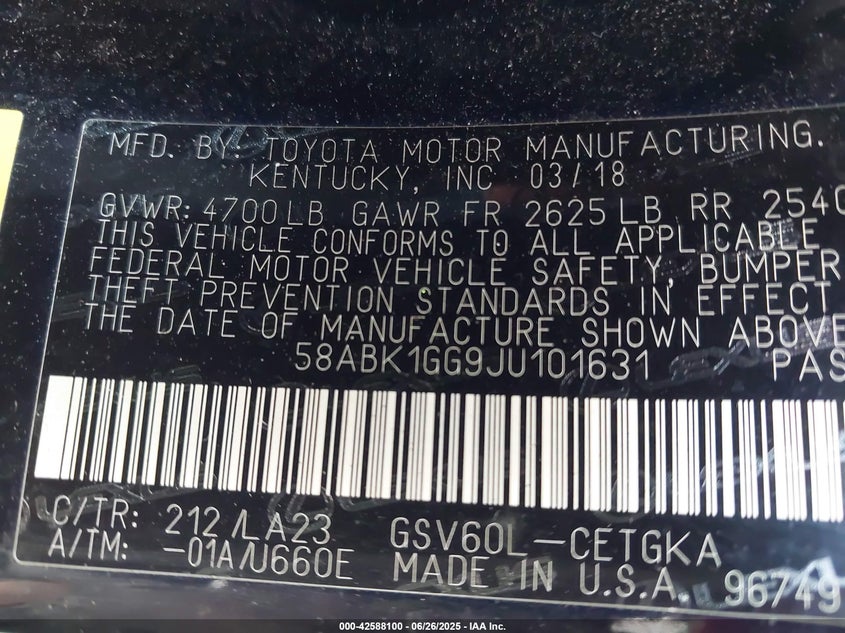 MFD. BY: TOYOTA MOTOR MANUFACTURING.
KENTUCKY, INC 03/18
GVWR: 4700LB GAWR FR 2625LB RR 2540
THIS VEHICLE CONFORMS TO ALL APPLICABLE
FEDERAL MOTOR VEHICLE SAFETY, BUMPER
THEFT PREVENTION STANDARDS IN EFFECT
THE DATE OF MANUFACTURE SHOWN ABOVE
58ABK1GG9JU101631 PAS
C/TR: 212/LA23 GSV60L-CETGKA
A/TM: -01A/U660E MADE IN U.S.A. 96749
000-42588100 - 06/26/2025 - IAA Inc.